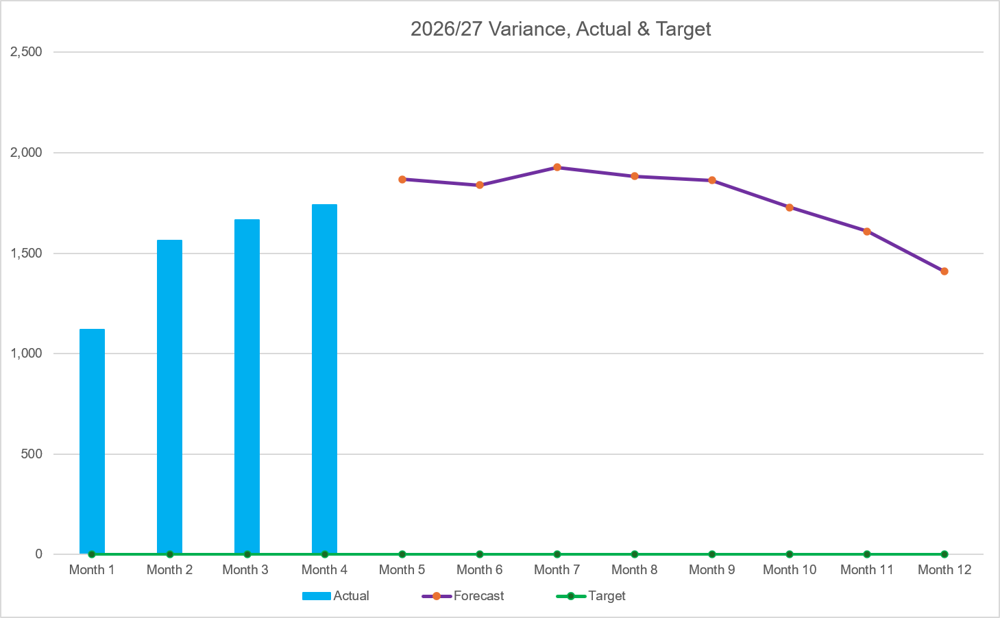 2026/27 Variance, Actual & Target
2,500
2,000
1,500
1,000
500
0
Month 1 Month 2 Month 3 Month 4 Month 5 Month 6 Month 7 Month 8 Month 9 Month 10 Month 11 Month 12
Actual Forecast Target